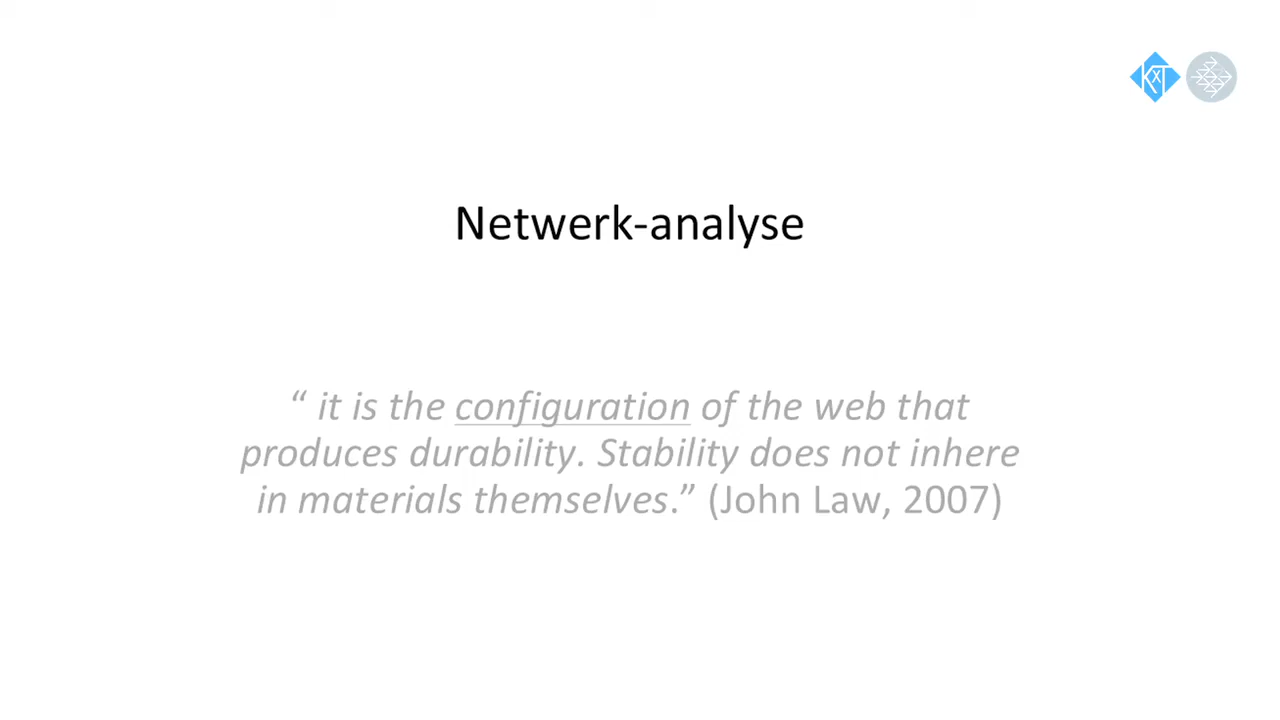 KxT
Netwerk-analyse
“ it is the configuration of the web that
produces durability. Stability does not inhere
in materials themselves.” (John Law, 2007)